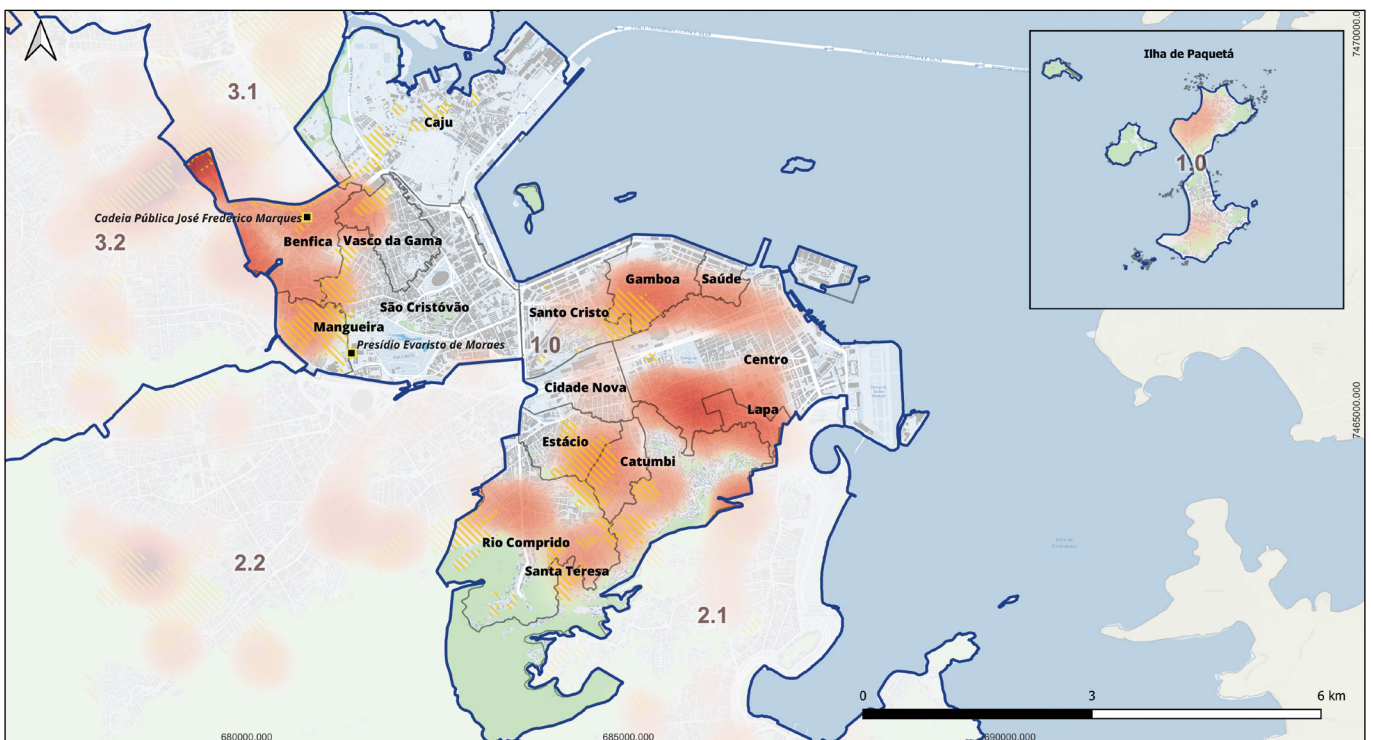 7470000.0
Ilha de Paquetá
3.1
Caju
1.0
Cadeia Pública José Frederico Marques
3.2
Benfica
Vasco da Gama
Gamboa
Saúde
São Cristóvão
Santo Cristo
Mangueira
Presídio Evaristo de Moraes
1.0
Centro
Cidade Nova
Lapa
7465000.000
Estácio
Catumbi
Rio Comprido
2.2
Santa Teresa
2.1
0 3 6 km
680000.000 685000.000 690000.000